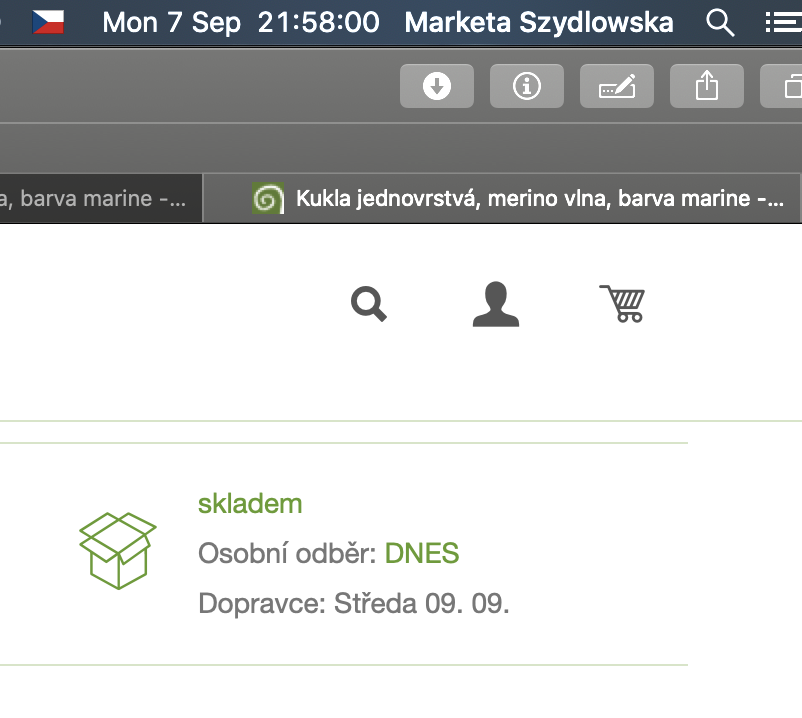 Mon 7 Sep 21:58:00 Marketa Szydlowska
a, barva marine -... Kukla jednovrstvá, merino vlna, barva marine -...
skladem
Osobní odběr: DNES
Dopravce: Středa 09. 09.